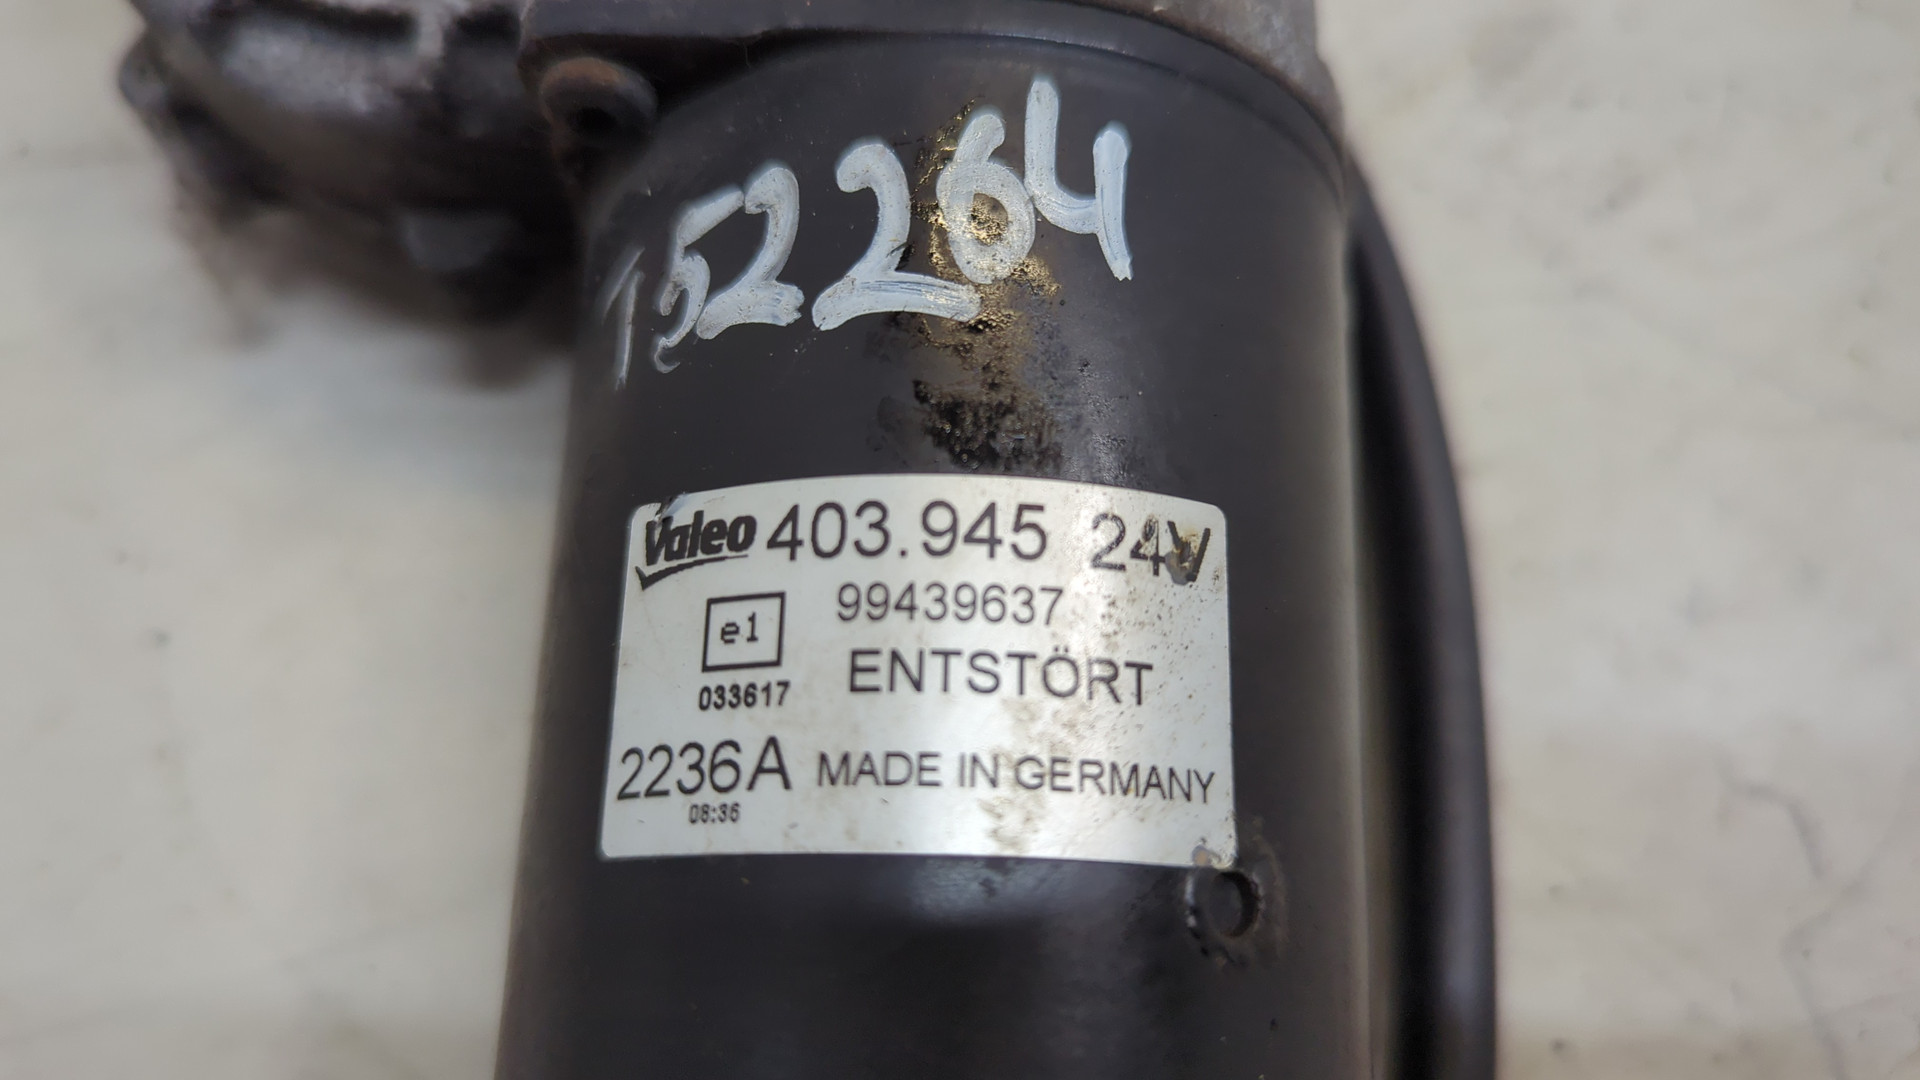 152264
Valeo 403.945 24V
99439637
e1
033617
ENTSTÖRT
2236A MADE IN GERMANY
08:36